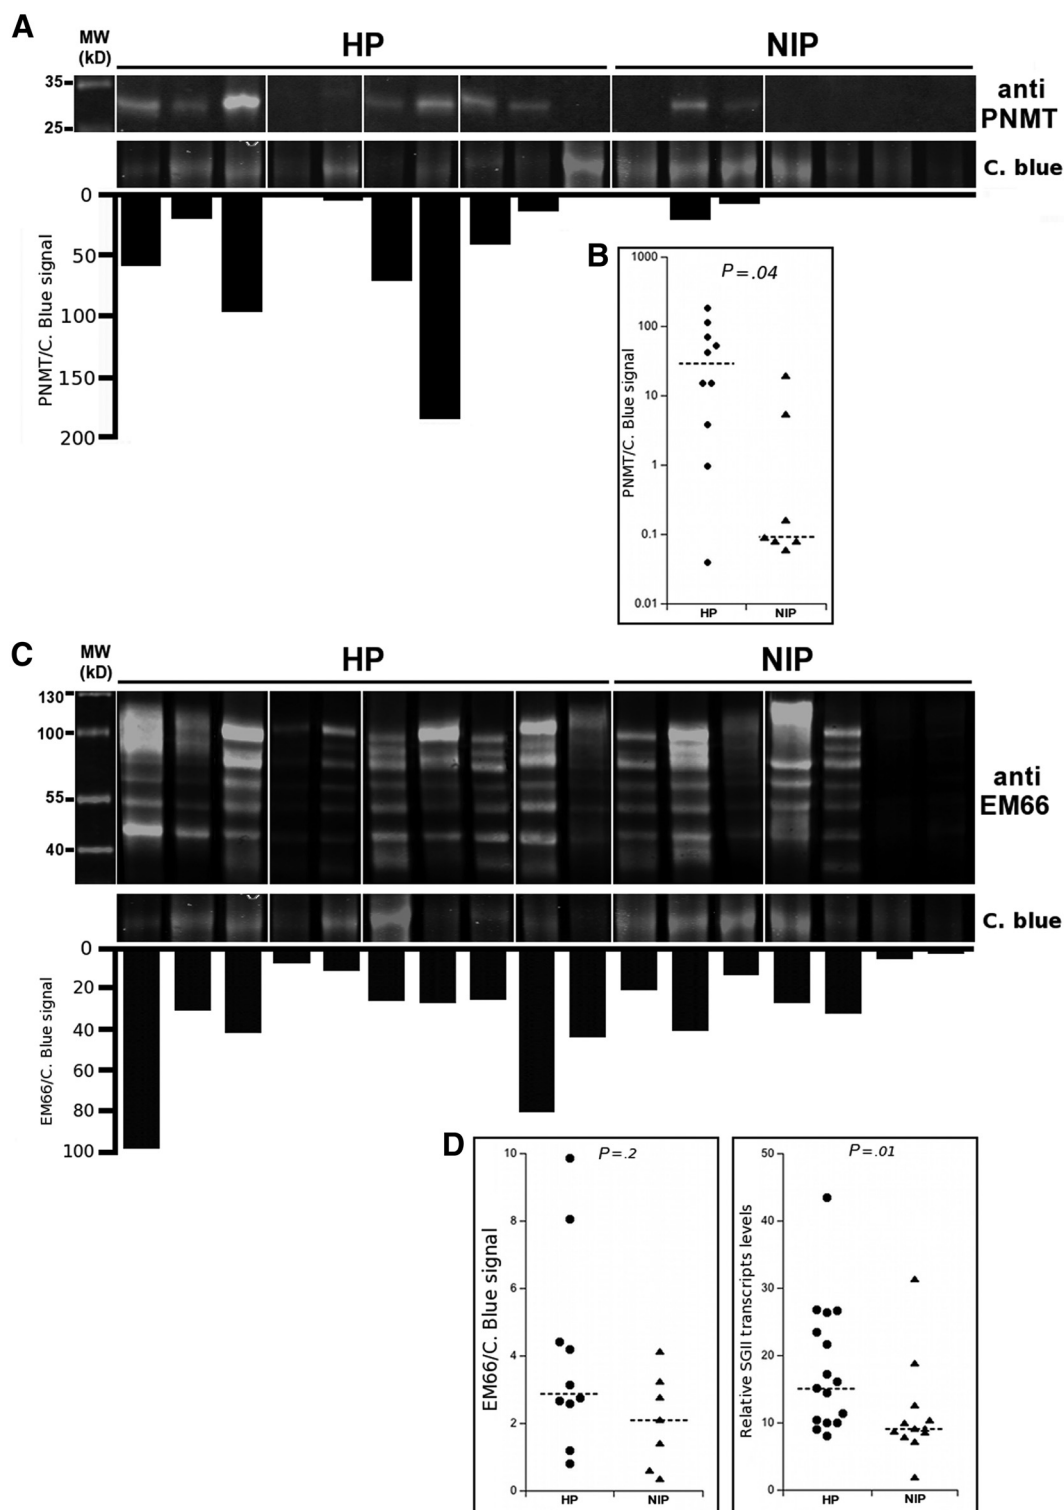 A
MW
(kD)
HP
NIP
35
25
anti
PNMT
C. blue
0
50
100
150
200
PNMT/C. Blue signal
B
P=.04
1000
100
10
1
0.1
0.01
PNMT/C. Blue signal
HP
NIP
C
MW
(kD)
HP
NIP
130
100
55
40
anti
EM66
C. blue
0
20
40
60
80
100
EM66/C. Blue signal
D
P=.2
10
8
6
4
2
0
EM66/C. Blue signal
HP
NIP
P=.01
50
40
30
20
10
0
Relative SGII transcripts levels
HP
NIP